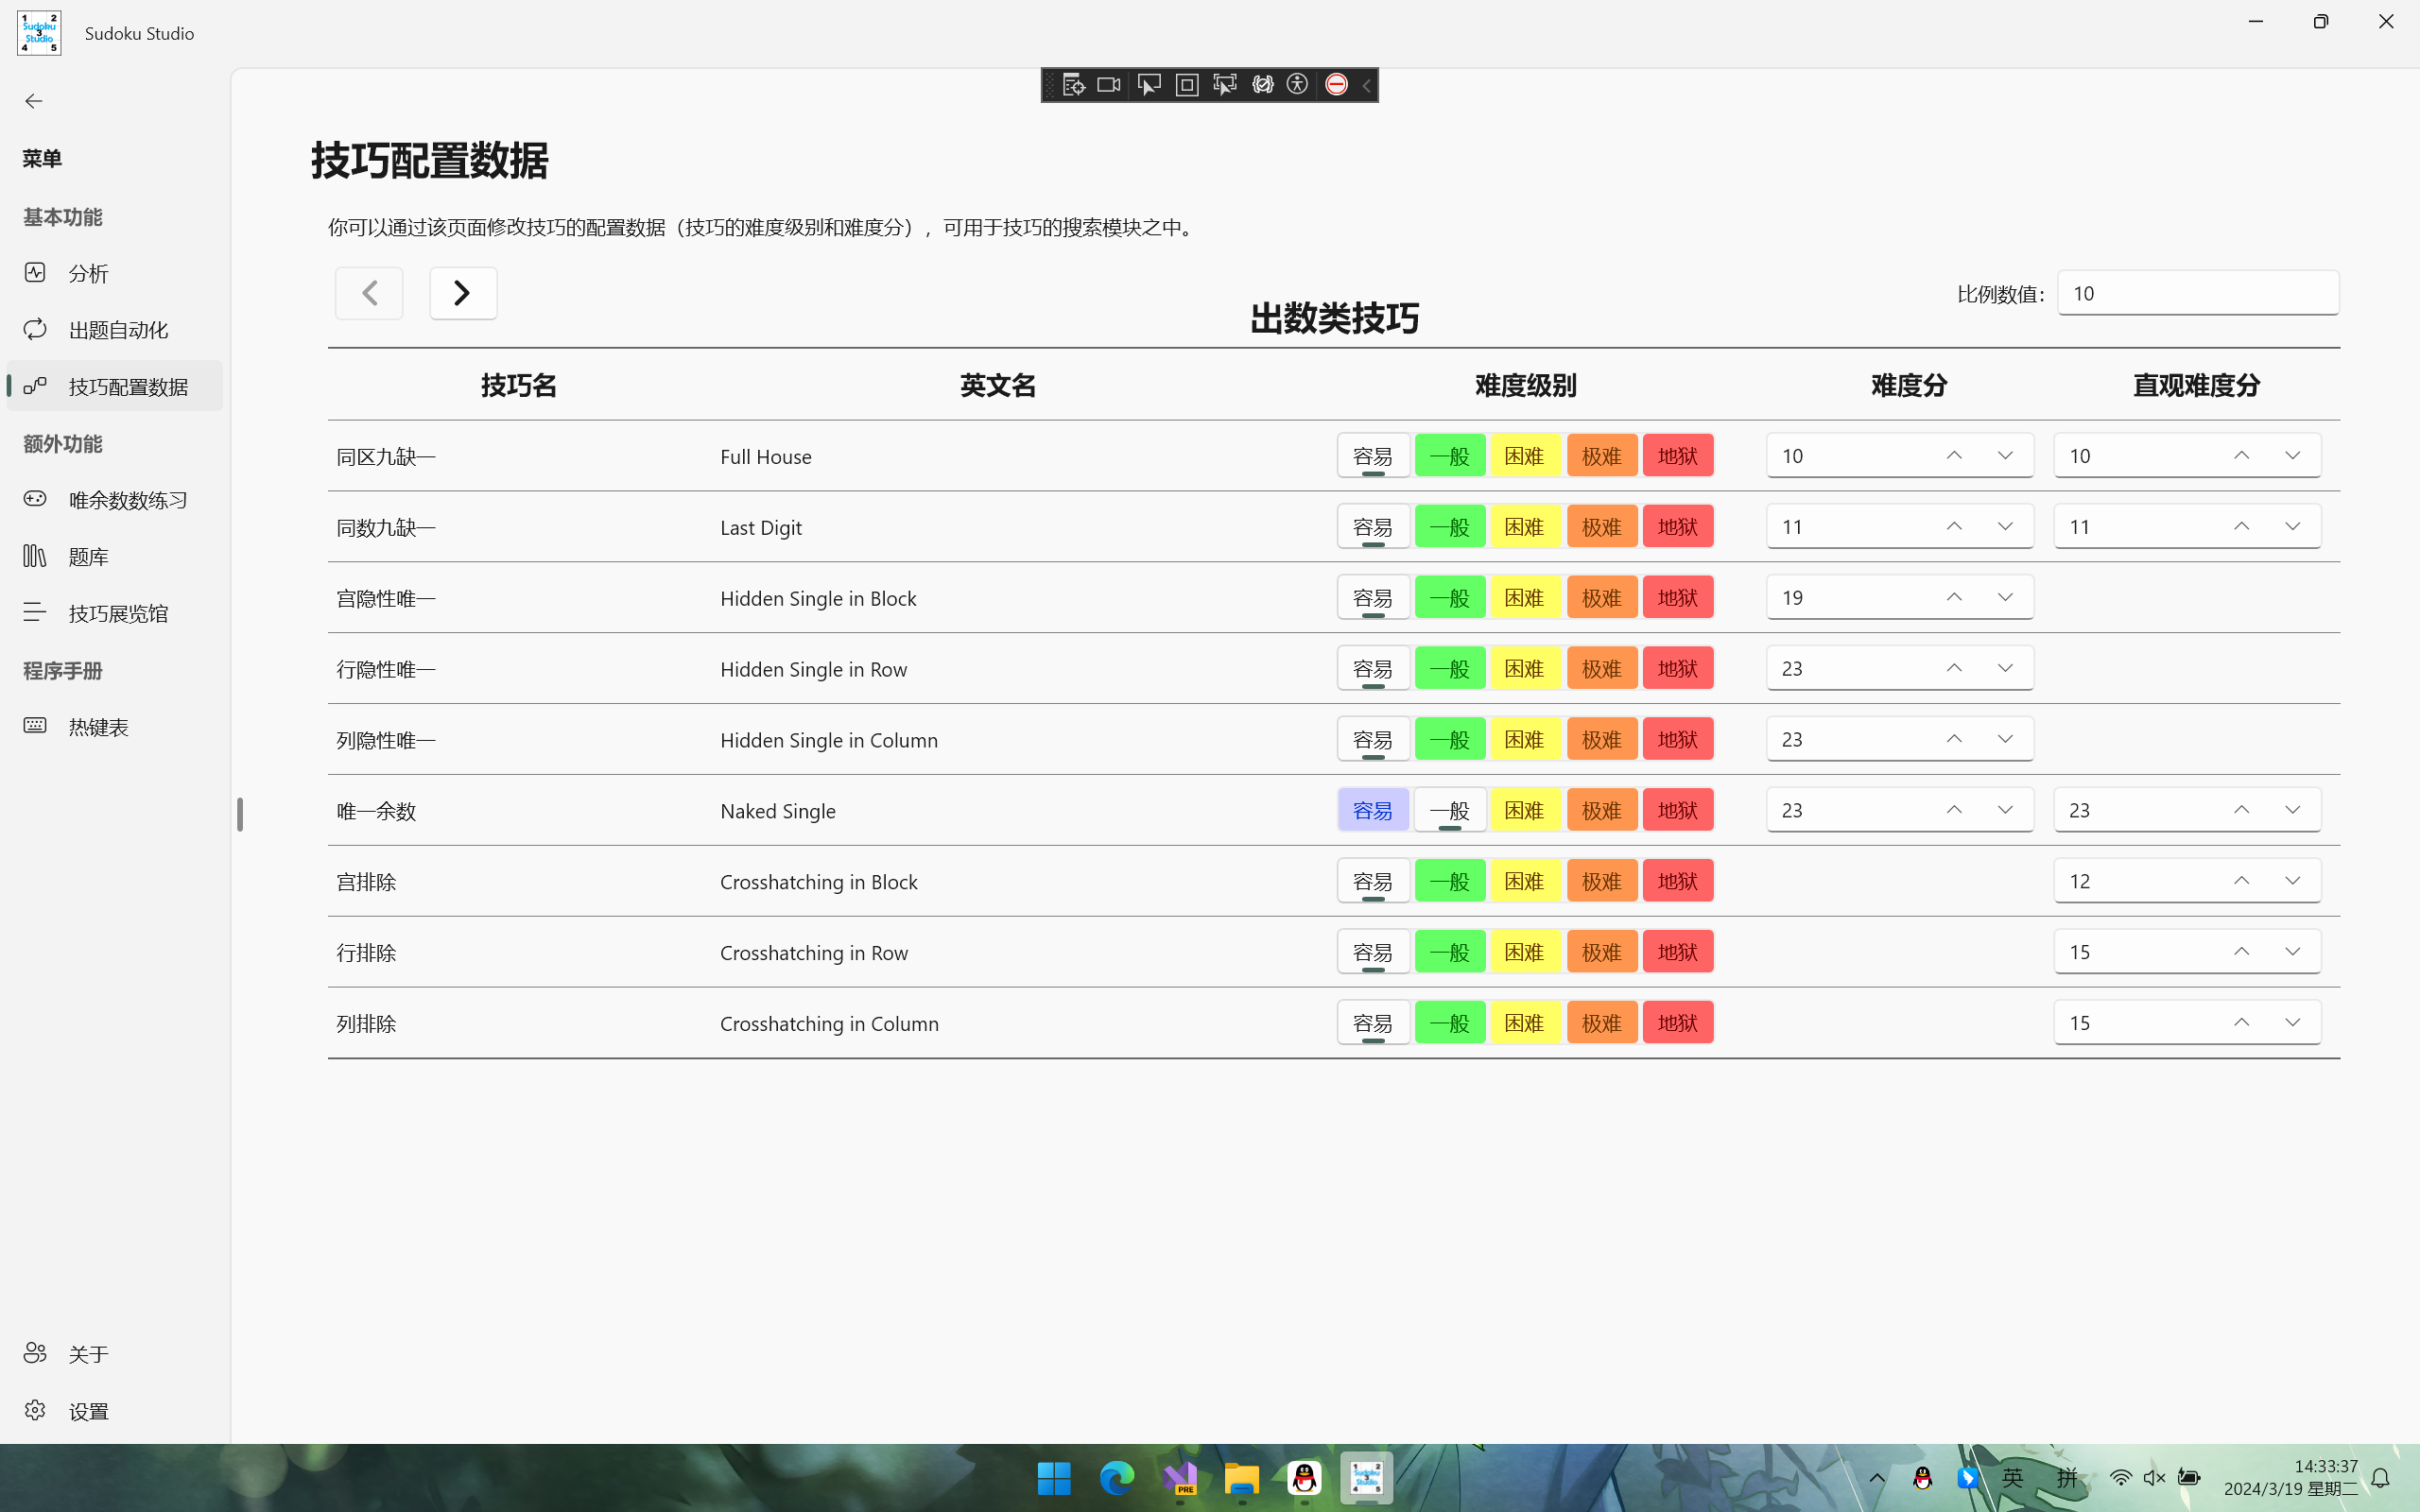 1 2
Sudoku
3
Studio
4 5
Sudoku Studio
菜单
基本功能
分析
出题自动化
技巧配置数据
额外功能
唯余数数练习
题库
技巧展览馆
程序手册
热键表
关于
设置
技巧配置数据
你可以通过该页面修改技巧的配置数据（技巧的难度级别和难度分），可用于技巧的搜索模块之中。
出数类技巧
比例数值： 10
技巧名 英文名 难度级别 难度分 直观难度分
同区九缺一 Full House 容易 一般 困难 极难 地狱 10 10
同数九缺一 Last Digit 容易 一般 困难 极难 地狱 11 11
宫隐性唯一 Hidden Single in Block 容易 一般 困难 极难 地狱 19
行隐性唯一 Hidden Single in Row 容易 一般 困难 极难 地狱 23
列隐性唯一 Hidden Single in Column 容易 一般 困难 极难 地狱 23
唯一余数 Naked Single 容易 一般 困难 极难 地狱 23 23
宫排除 Crosshatching in Block 容易 一般 困难 极难 地狱 12
行排除 Crosshatching in Row 容易 一般 困难 极难 地狱 15
列排除 Crosshatching in Column 容易 一般 困难 极难 地狱 15
PRE
1 2
Sudoku
3
Studio
4 5
英 拼
14:33:37
2024/3/19 星期二